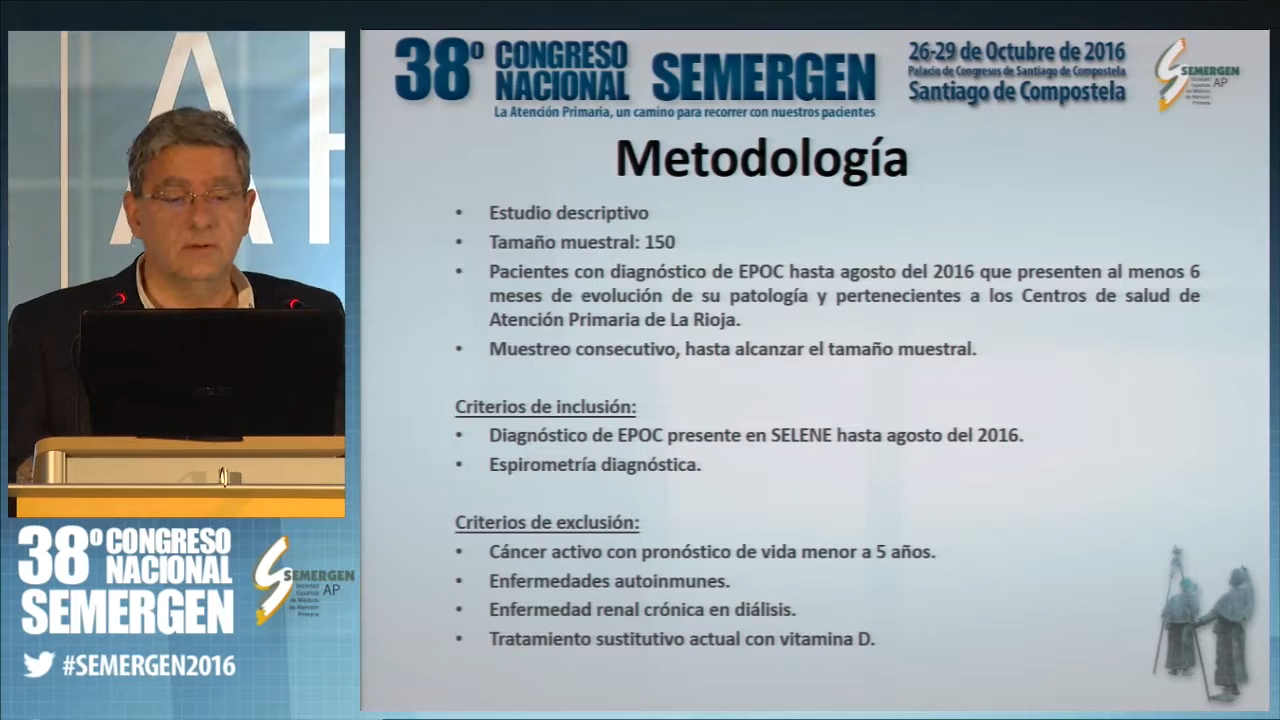 38º CONGRESO NACIONAL SEMERGEN
La Atención Primaria, un camino para recorrer con nuestros pacientes
26-29 de Octubre de 2016
Palacio de Congresos de Santiago de Compostela
Santiago de Compostela
SEMERGEN
Sociedad
Española
de Médicos
de Atención
Primaria
AP
Metodología
• Estudio descriptivo
• Tamaño muestral: 150
• Pacientes con diagnóstico de EPOC hasta agosto del 2016 que presenten al menos 6
meses de evolución de su patología y pertenecientes a los Centros de salud de
Atención Primaria de La Rioja.
• Muestreo consecutivo, hasta alcanzar el tamaño muestral.
Criterios de inclusión:
• Diagnóstico de EPOC presente en SELENE hasta agosto del 2016.
• Espirometría diagnóstica.
Criterios de exclusión:
• Cáncer activo con pronóstico de vida menor a 5 años.
• Enfermedades autoinmunes.
• Enfermedad renal crónica en diálisis.
• Tratamiento sustitutivo actual con vitamina D.
38º CONGRESO
NACIONAL
SEMERGEN
SEMERGEN
Sociedad
Española
de Médicos
de Atención
Primaria
AP
#SEMERGEN2016